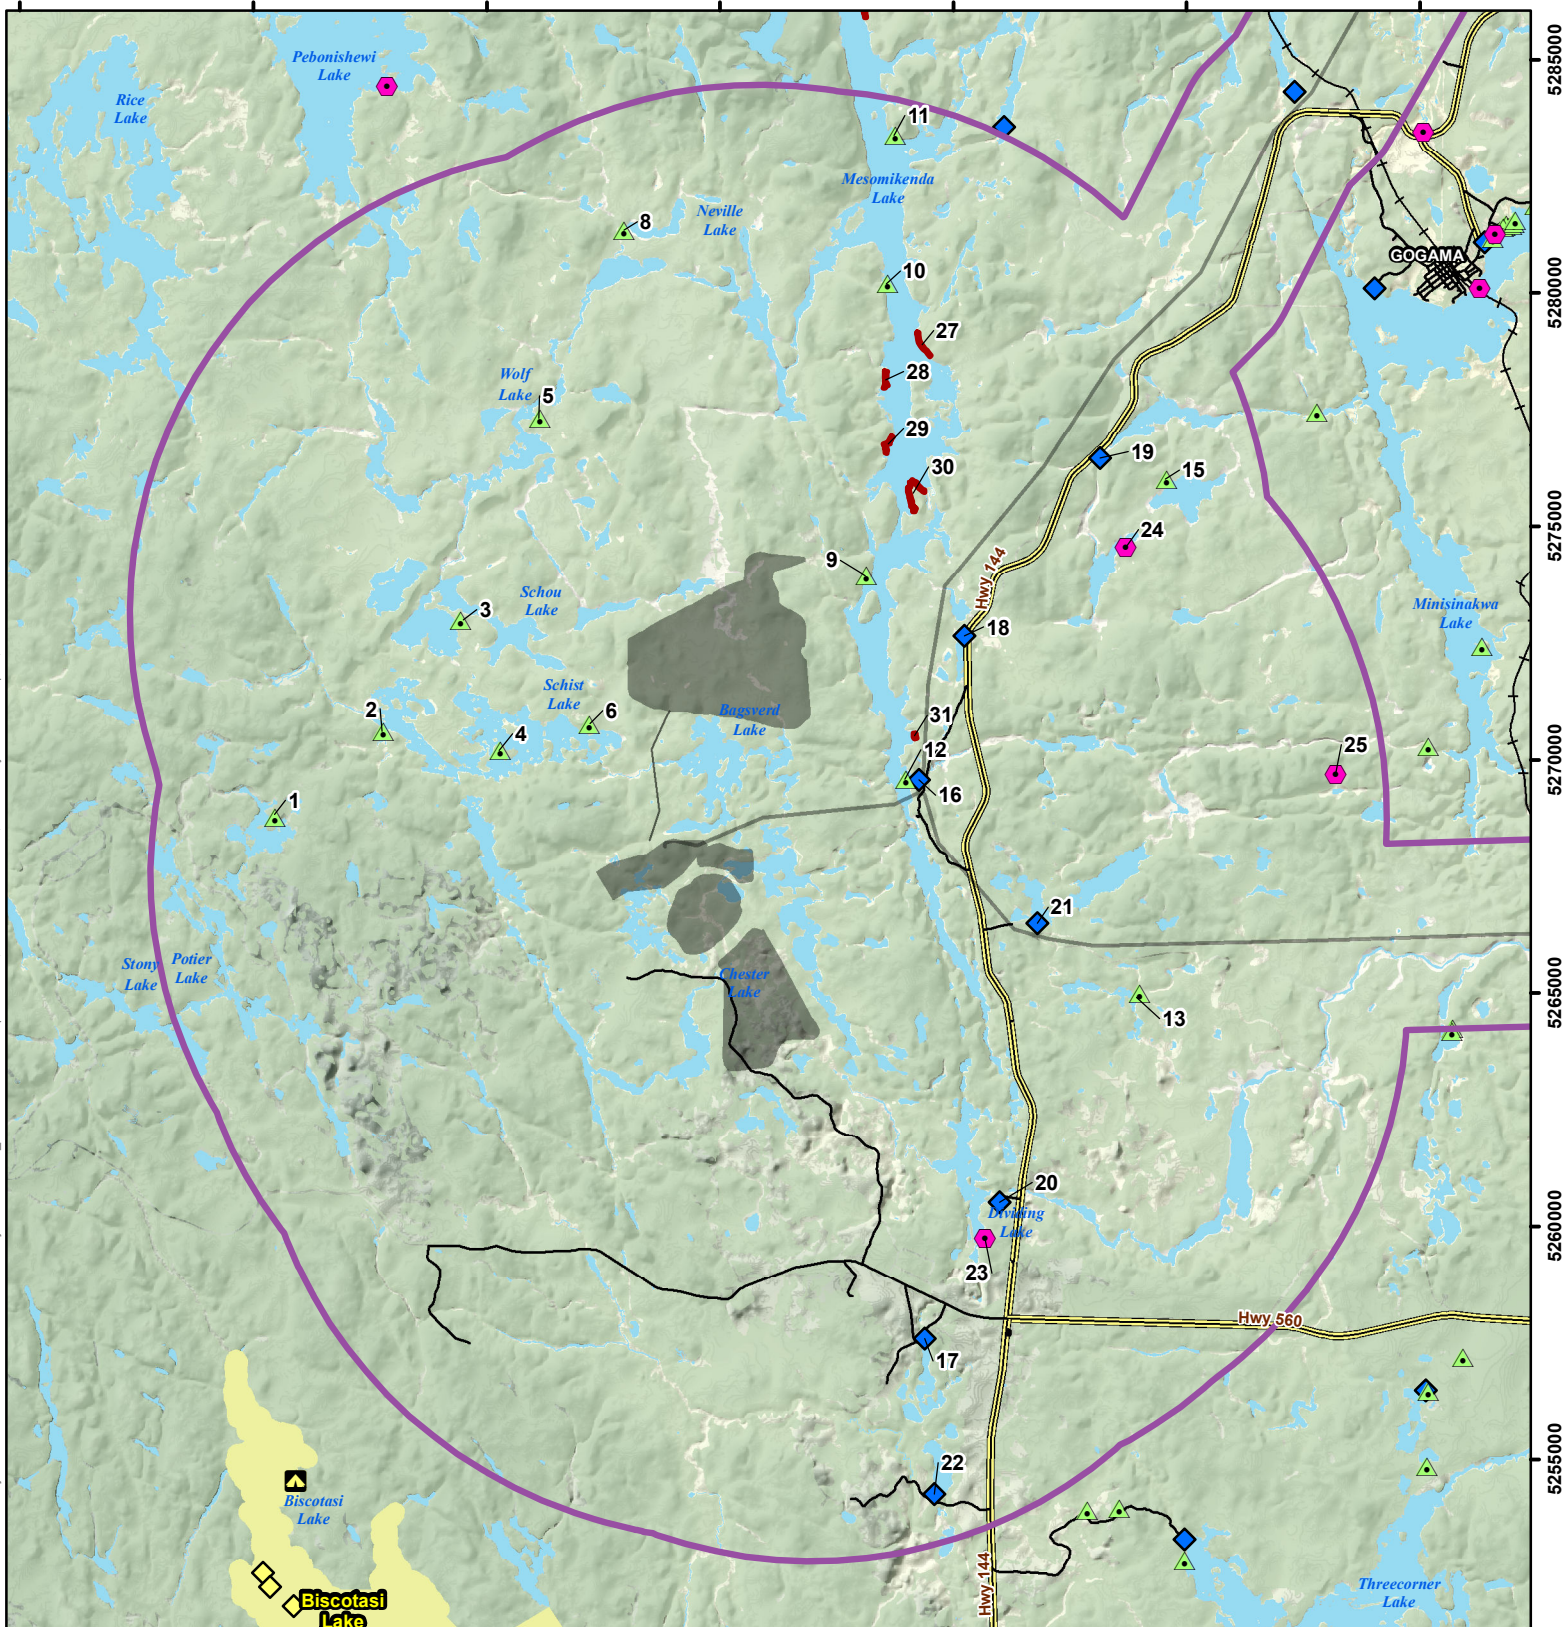 Pebonishewi
Lake
Rice
Lake
11
Mesomikenda
Lake
8
Neville
Lake
GOGAMA
10
27
28
Wolf
Lake
5
29
30
19
15
24
9
Hwy 144
3
Schou
Lake
18
Minisinakwa
Lake
2
4
Schist
Lake
6
Bagsverd
Lake
31
12
16
25
1
21
Stony
Lake
Potier
Lake
Chester
Lake
13
20
Dividing
Lake
23
Hwy 560
17
22
Biscotasi
Lake
Biscotasi
Lake
Hwy 144
Threecorner
Lake
5285000
5280000
5275000
5270000
5265000
5260000
5255000